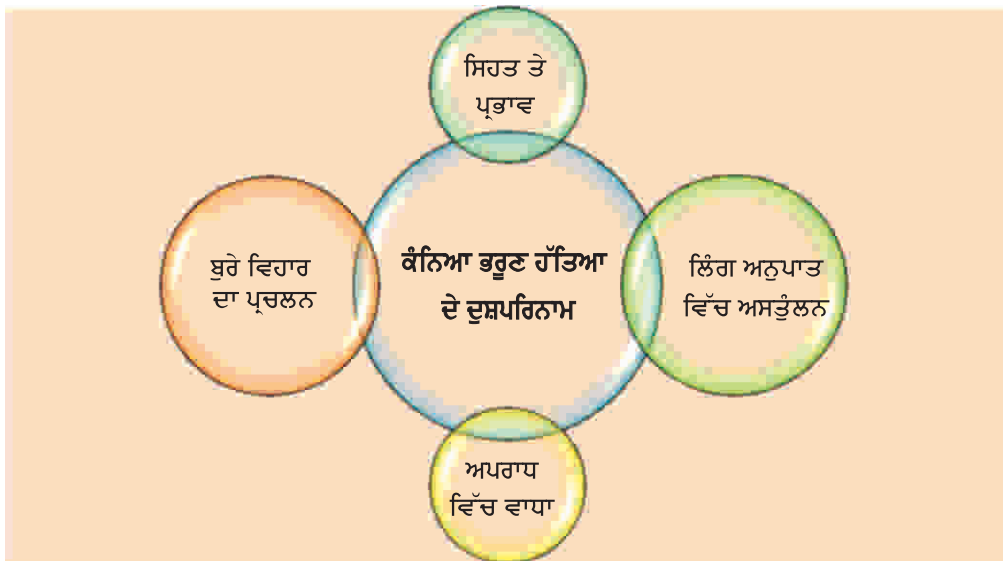 ਸਿਹਤ ਤੇ
ਪ੍ਰਭਾਵ
ਬੁਰੇ ਵਿਹਾਰ
ਦਾ ਪ੍ਰਚਲਨ
ਕੰਨਿਆ ਭਰੂਣ ਹੱਤਿਆ
ਦੇ ਦੁਸ਼ਪਰਿਨਾਮ
ਲਿੰਗ ਅਨੁਪਾਤ
ਵਿੱਚ ਅਸਤੁੰਲਨ
ਅਪਰਾਧ
ਵਿੱਚ ਵਾਧਾ